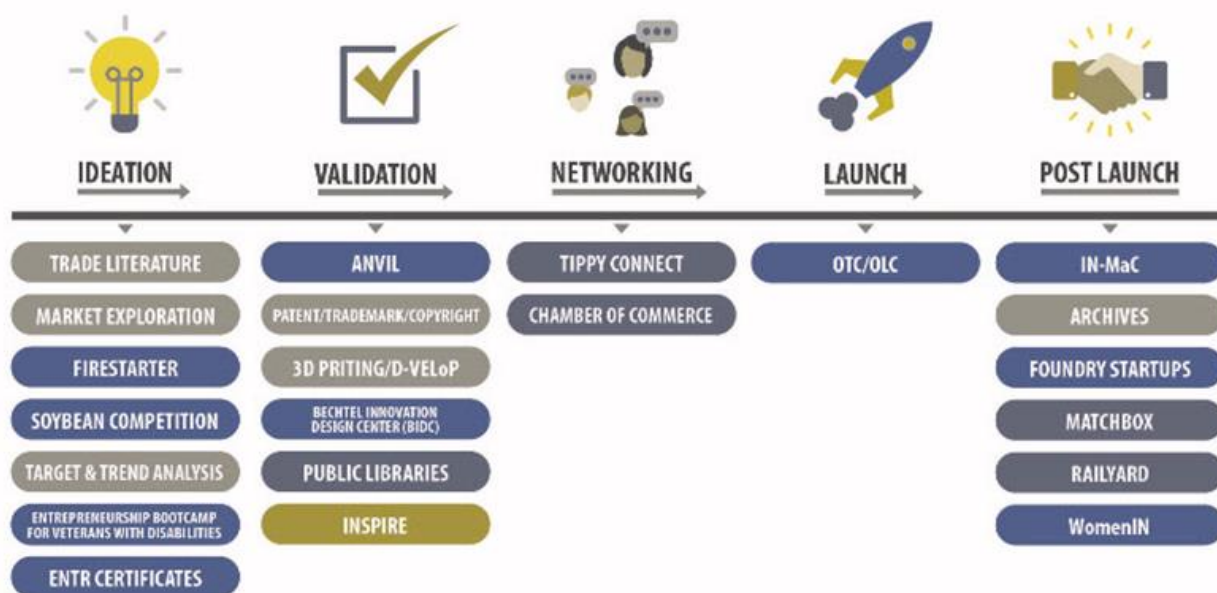 IDEATION
VALIDATION
NETWORKING
LAUNCH
POST LAUNCH
TRADE LITERATURE
MARKET EXPLORATION
FIRESTARTER
SOYBEAN COMPETITION
TARGET & TREND ANALYSIS
ENTREPRENEURSHIP BOOTCAMP
FOR VETERANS WITH DISABILITIES
ENTR CERTIFICATES
ANVIL
PATENT/TRADEMARK/COPYRIGHT
3D PRITING/D-VELoP
BECHTEL INNOVATION
DESIGN CENTER (BIDC)
PUBLIC LIBRARIES
INSPIRE
TIPPY CONNECT
CHAMBER OF COMMERCE
OTC/OLC
IN-MaC
ARCHIVES
FOUNDRY STARTUPS
MATCHBOX
RAILYARD
WomenIN